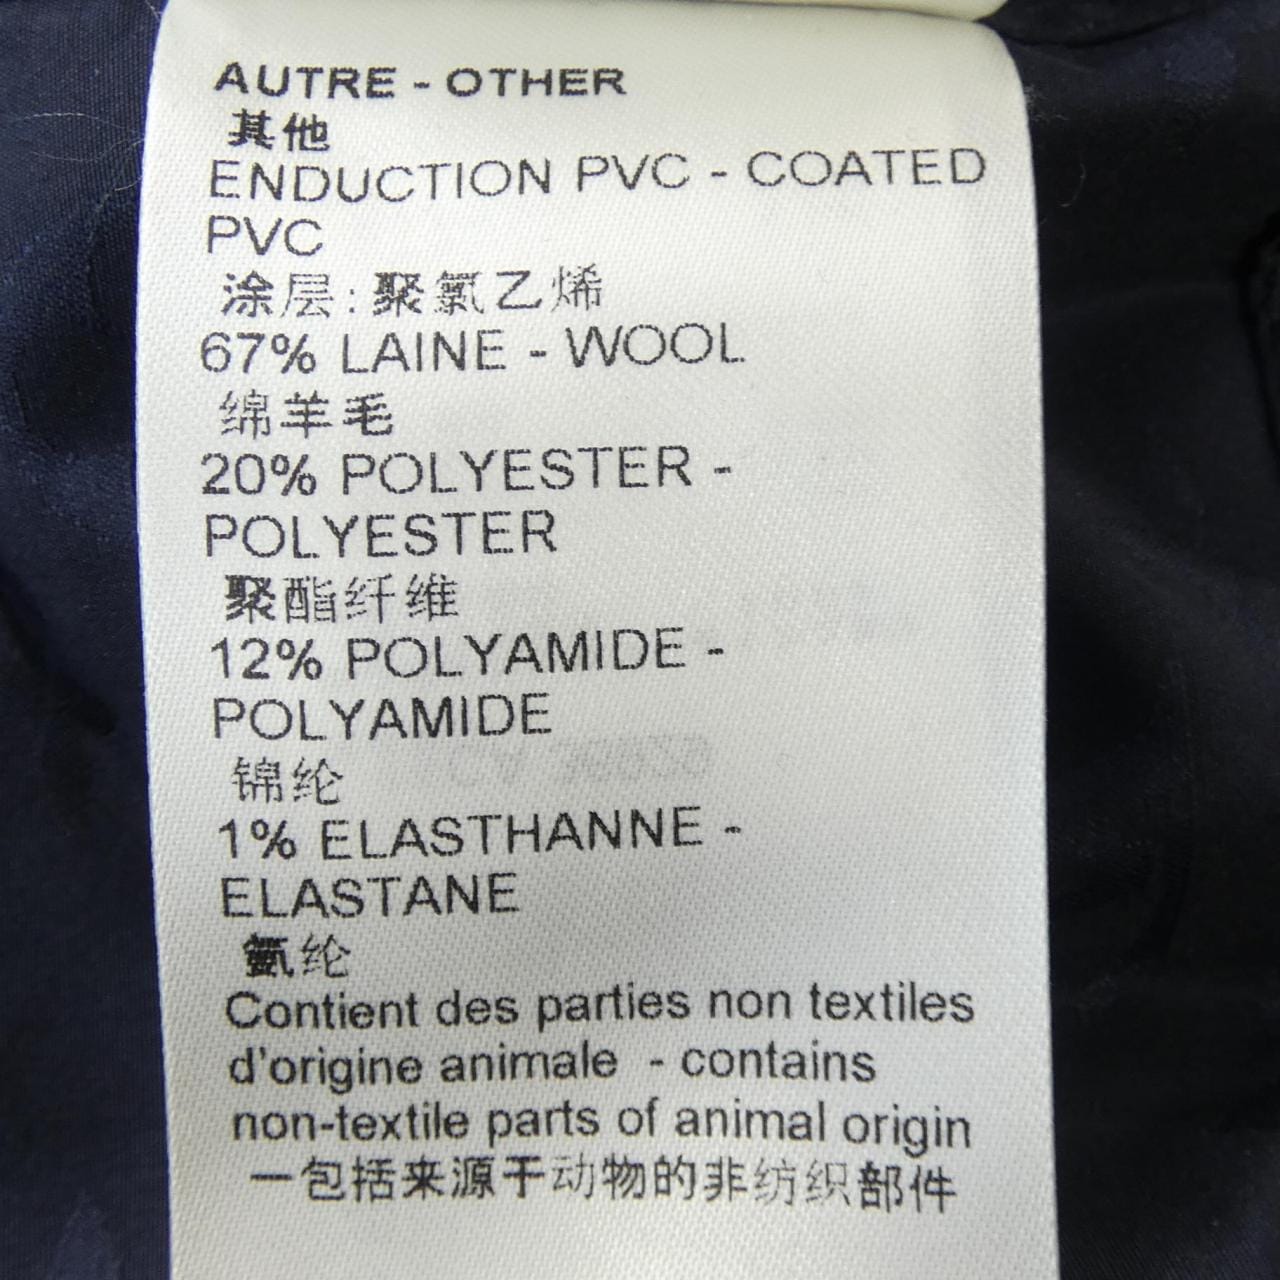 AUTRE - OTHER
其他
ENDUCTION PVC - COATED
PVC
涂层：聚氯乙烯
67% LAINE - WOOL
绵羊毛
20% POLYESTER -
POLYESTER
聚酯纤维
12% POLYAMIDE -
POLYAMIDE
锦纶
1% ELASTHANNE -
ELASTANE
氨纶
Contient des parties non textiles
d'origine animale - contains
non-textile parts of animal origin
一包括来源于动物的非纺织部件